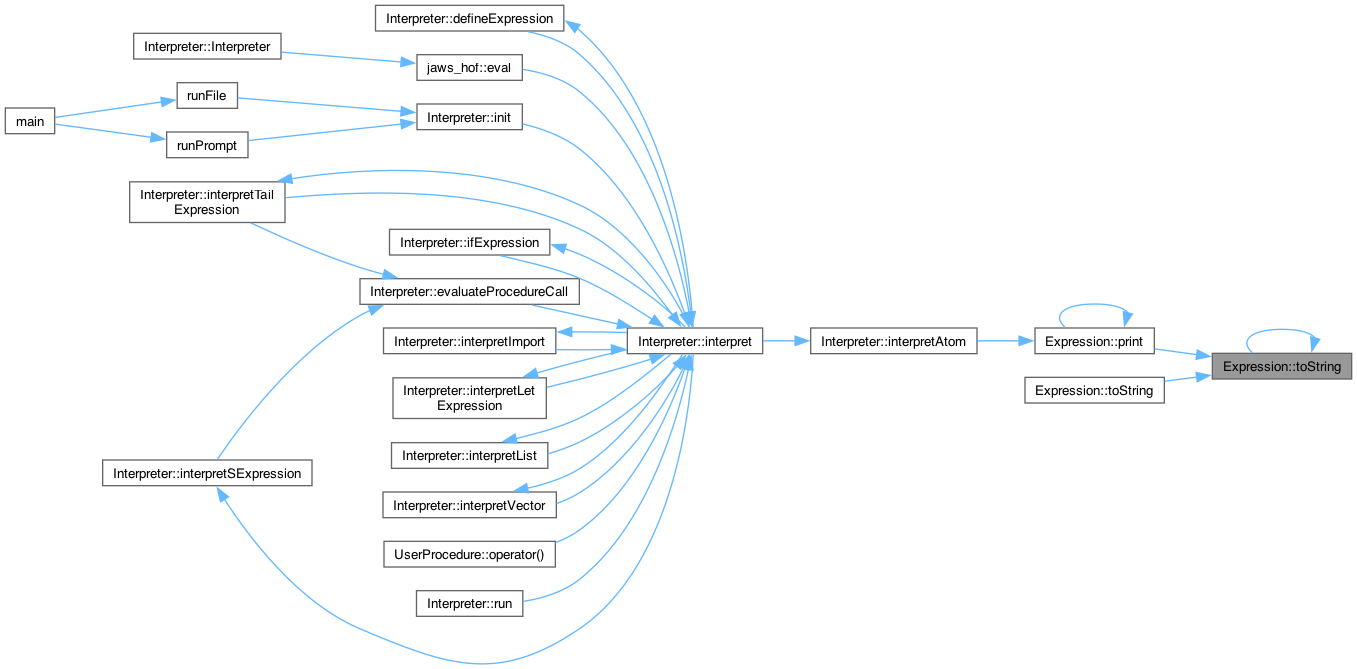 Interpreter::defineExpression
Interpreter::Interpreter
jaws_hof::eval
runFile
Interpreter::init
main
runPrompt
Interpreter::interpretTail
Expression
Interpreter::ifExpression
Interpreter::evaluateProcedureCall
Interpreter::interpretImport
Interpreter::interpret
Interpreter::interpretAtom
Expression::print
Expression::toString
Expression::toString
Interpreter::interpretLet
Expression
Interpreter::interpretList
Interpreter::interpretSExpression
Interpreter::interpretVector
UserProcedure::operator()
Interpreter::run